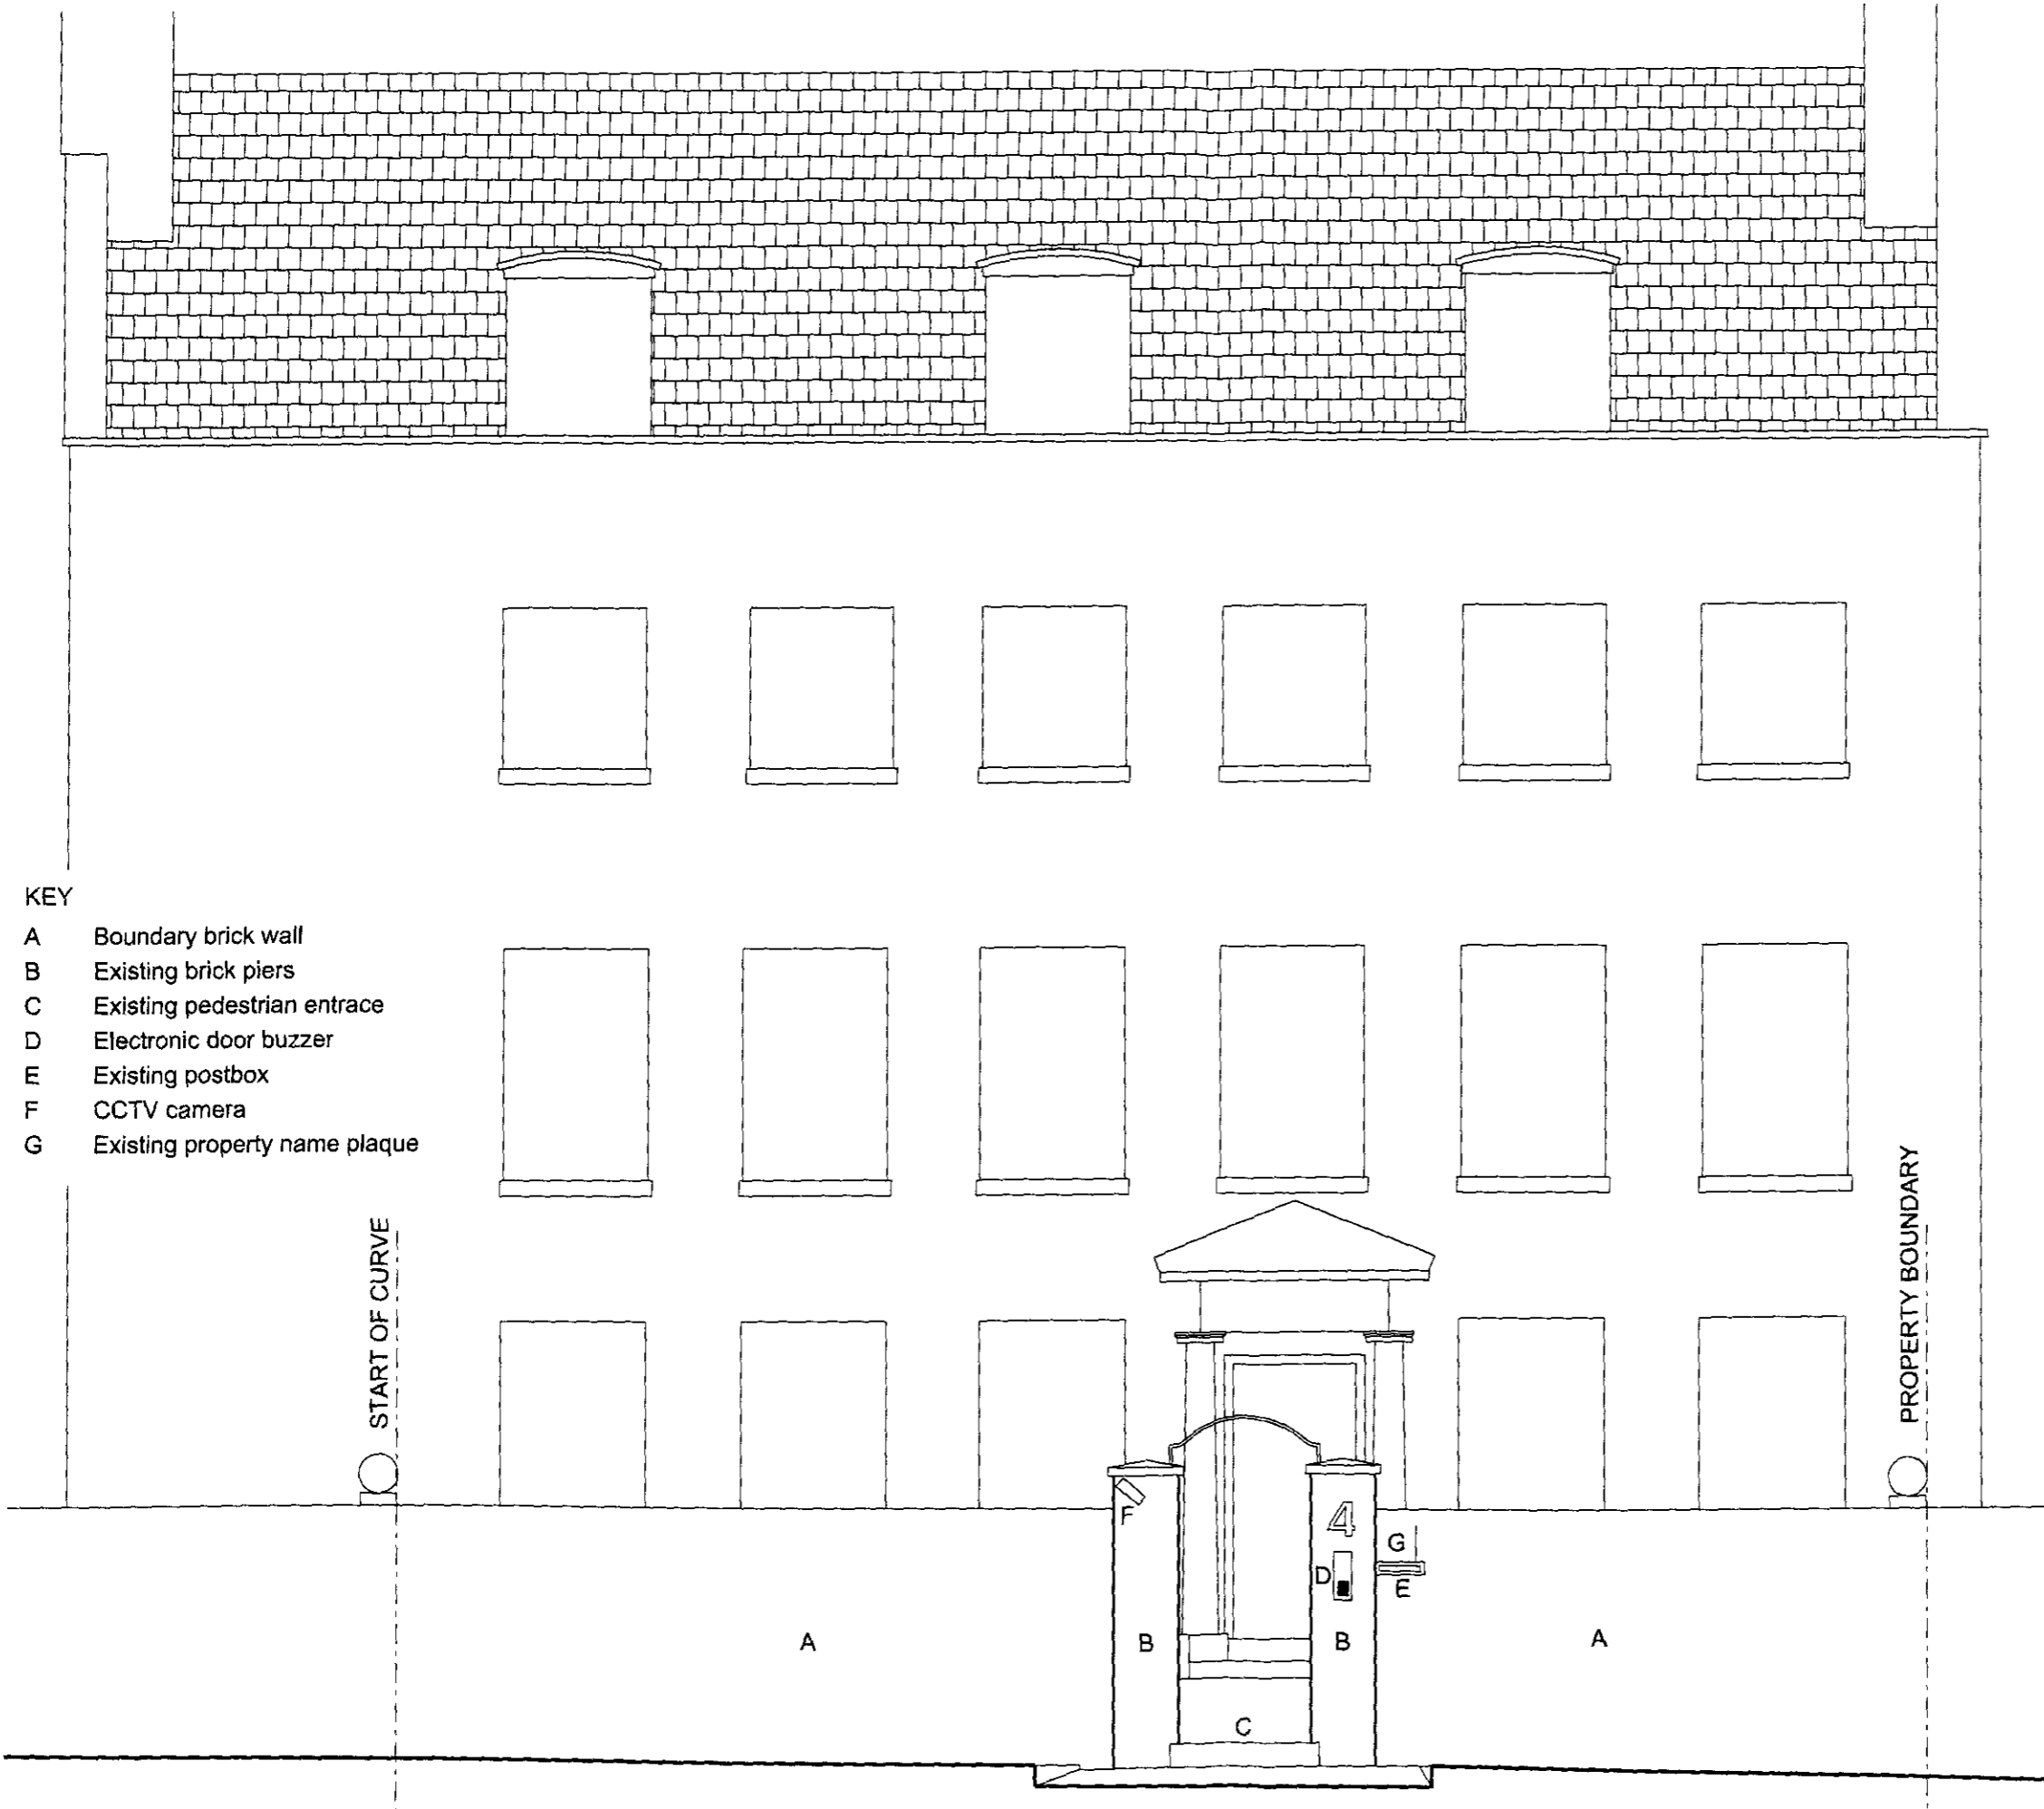 KEY
A Boundary brick wall
B Existing brick piers
C Existing pedestrian entrace
D Electronic door buzzer
E Existing postbox
F CCTV camera
G Existing property name plaque
START OF CURVE
PROPERTY BOUNDARY
F
4
G
D
E
A
B
B
A
C